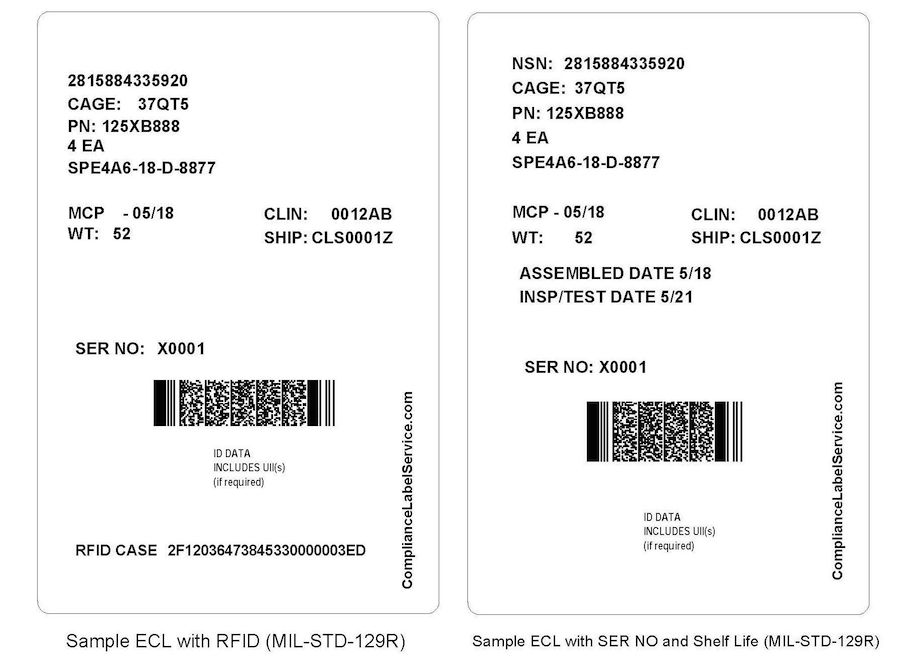 2815884335920
CAGE: 37QT5
PN: 125XB888
4 EA
SPE4A6-18-D-8877
MCP - 05/18
CLIN: 0012AB
WT: 52
SHIP: CLS0001Z
SER NO: X0001
ID DATA
INCLUDES UII(s)
(if required)
RFID CASE 2F12036473845330000003ED
ComplianceLabelService.com
Sample ECL with RFID (MIL-STD-129R)
NSN: 2815884335920
CAGE: 37QT5
PN: 125XB888
4 EA
SPE4A6-18-D-8877
MCP - 05/18
CLIN: 0012AB
WT: 52
SHIP: CLS0001Z
ASSEMBLED DATE 5/18
INSP/TEST DATE 5/21
SER NO: X0001
ID DATA
INCLUDES UII(s)
(if required)
ComplianceLabelService.com
Sample ECL with SER NO and Shelf Life (MIL-STD-129R)